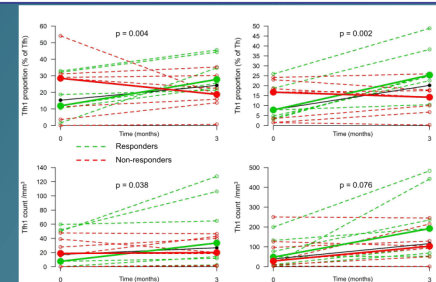 Tfh1 proportion (% of Tfh)
60
50
40
30
20
10
0
p = 0.004
0
3
Time (months)
Th1 proportion (% of Th)
50
45
40
35
30
25
20
15
10
5
0
p = 0.002
0
3
Time (months)
Responders
Non-responders
Tfh1 count /mm³
140
120
100
80
60
40
20
0
p = 0.038
0
3
Time (months)
Th1 count /mm³
500
400
300
200
100
0
p = 0.076
0
3
Time (months)